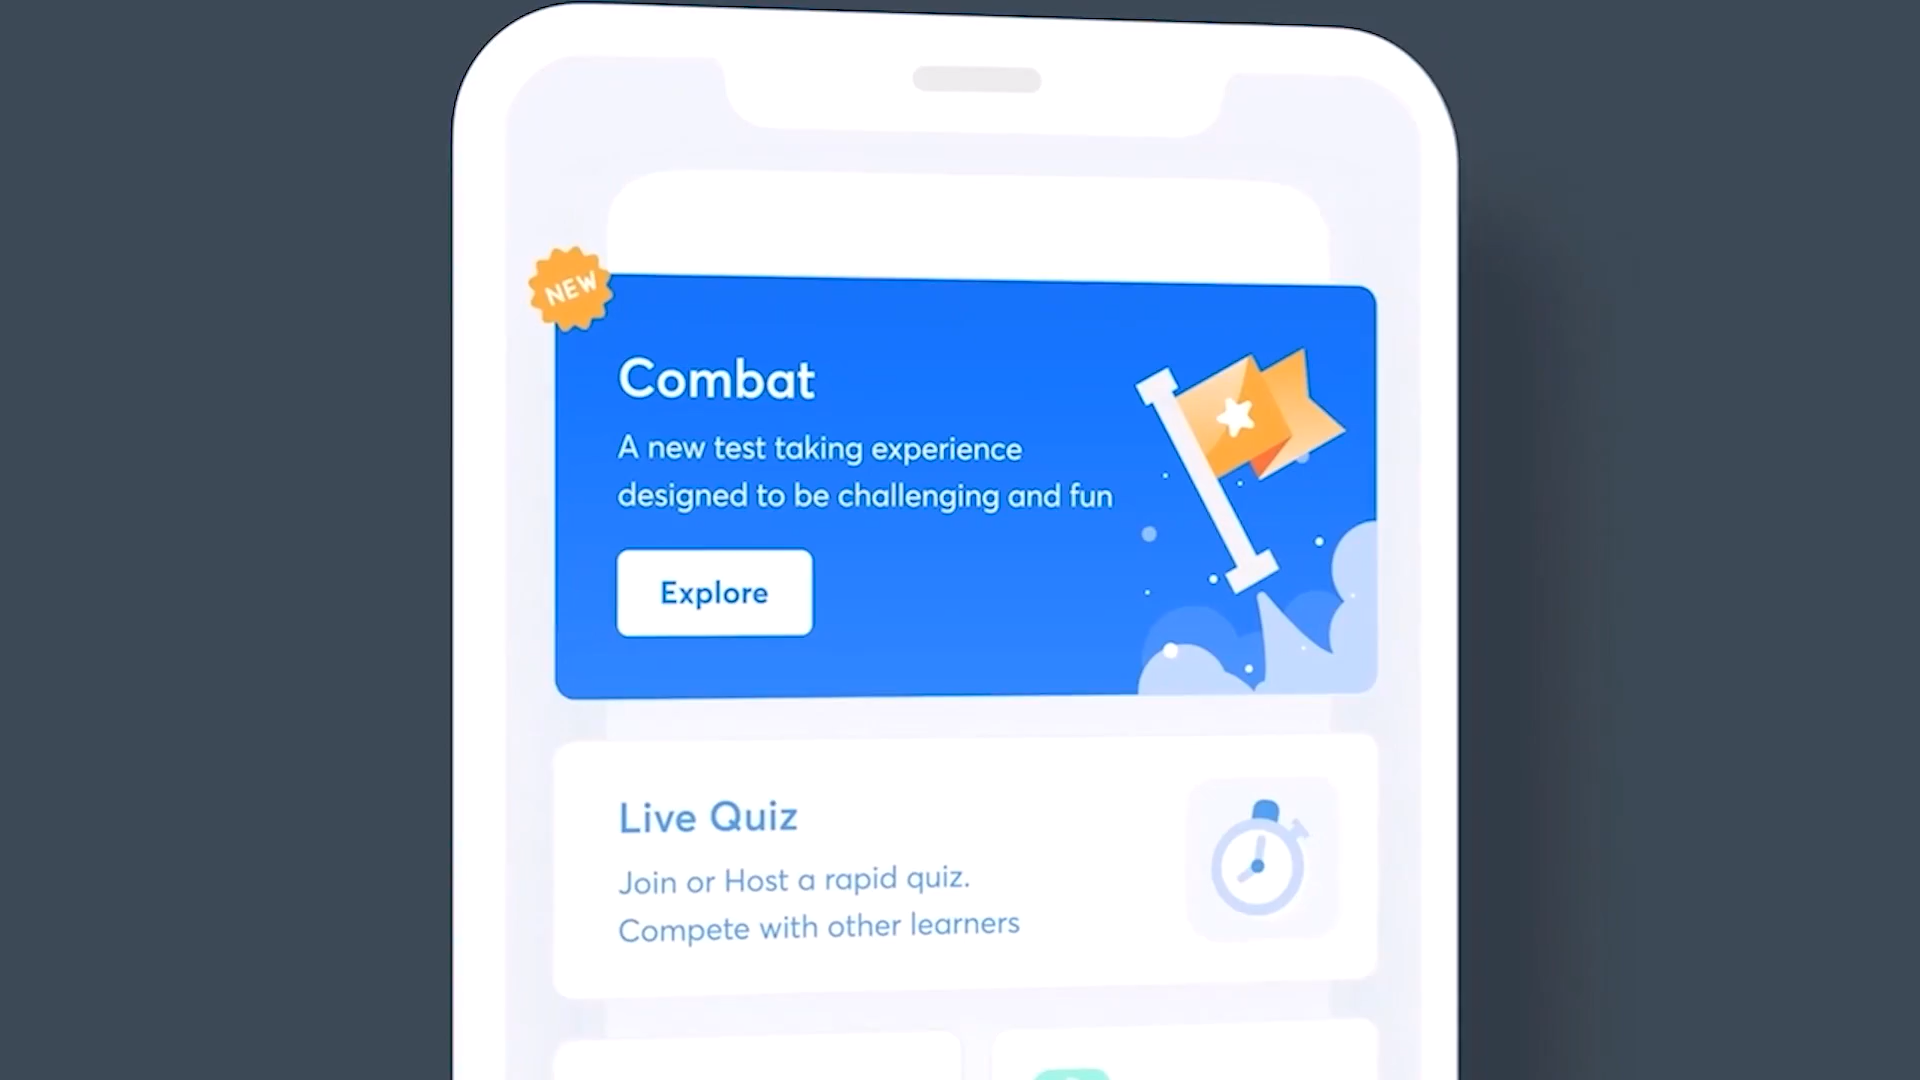 NEW
Combat
A new test taking experience
designed to be challenging and fun
Explore
Live Quiz
Join or Host a rapid quiz.
Compete with other learners